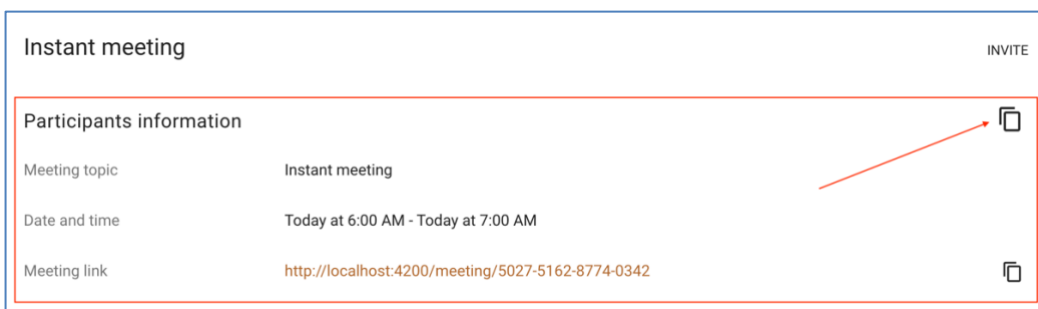 Instant meeting
INVITE
Participants information
Meeting topic Instant meeting
Date and time Today at 6:00 AM - Today at 7:00 AM
Meeting link http://localhost:4200/meeting/5027-5162-8774-0342